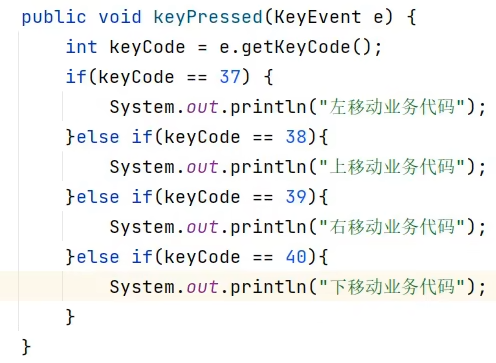 public void keyPressed(KeyEvent e) {
    int keyCode = e.getKeyCode();
    if(keyCode == 37) {
        System.out.println("左移动业务代码");
    }else if(keyCode == 38){
        System.out.println("上移动业务代码");
    }else if(keyCode == 39){
        System.out.println("右移动业务代码");
    }else if(keyCode == 40){
        System.out.println("下移动业务代码");
    }
}